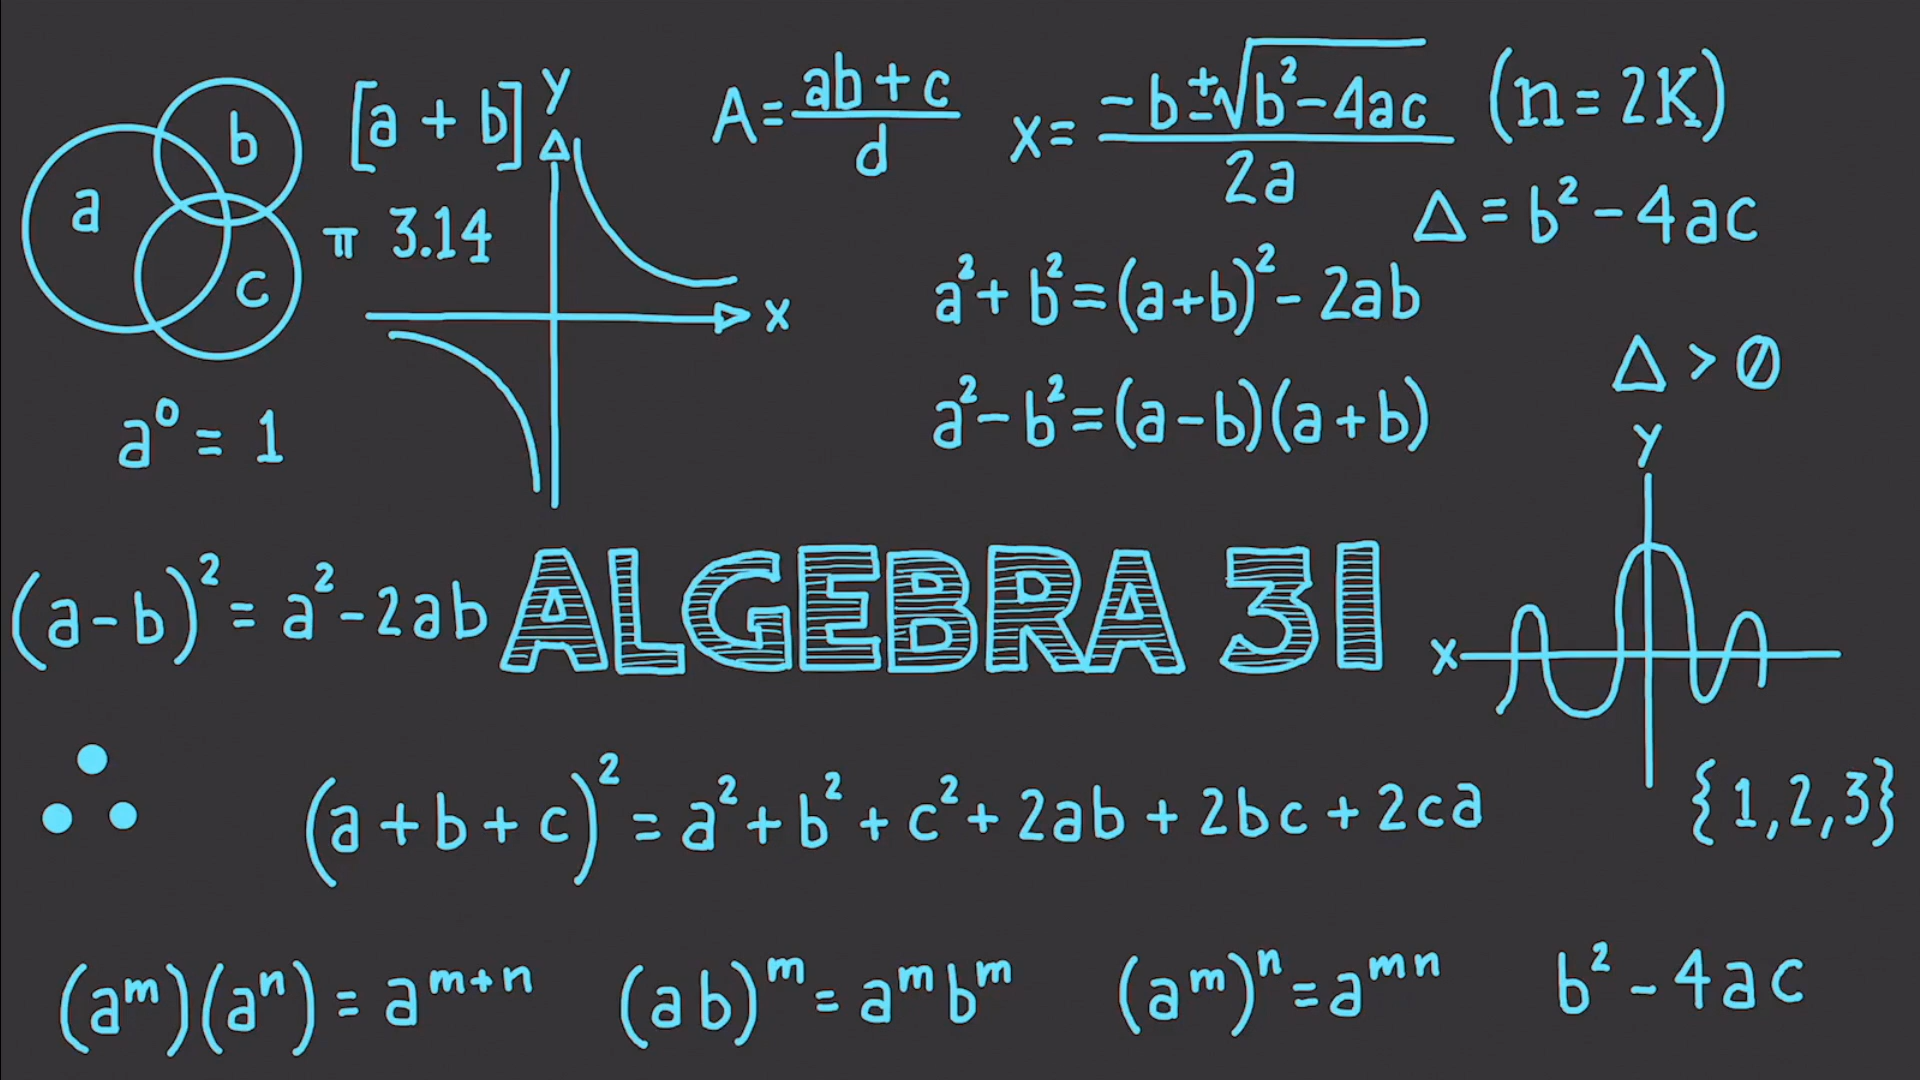 a
b
c
[a + b]
π 3.14
y
x
a⁰ = 1
A = (ab + c)/d
x = (-b ± √(b² - 4ac))/2a
(n = 2K)
Δ = b² - 4ac
a² + b² = (a+b)² - 2ab
a² - b² = (a-b)(a+b)
Δ > 0
y
x
(a-b)² = a² - 2ab
ALGEBRA 31
{1,2,3}
(a + b + c)² = a² + b² + c² + 2ab + 2bc + 2ca
(aᵐ)(aⁿ) = aᵐ⁺ⁿ
(ab)ᵐ = aᵐbᵐ
(aᵐ)ⁿ = aᵐⁿ
b² - 4ac